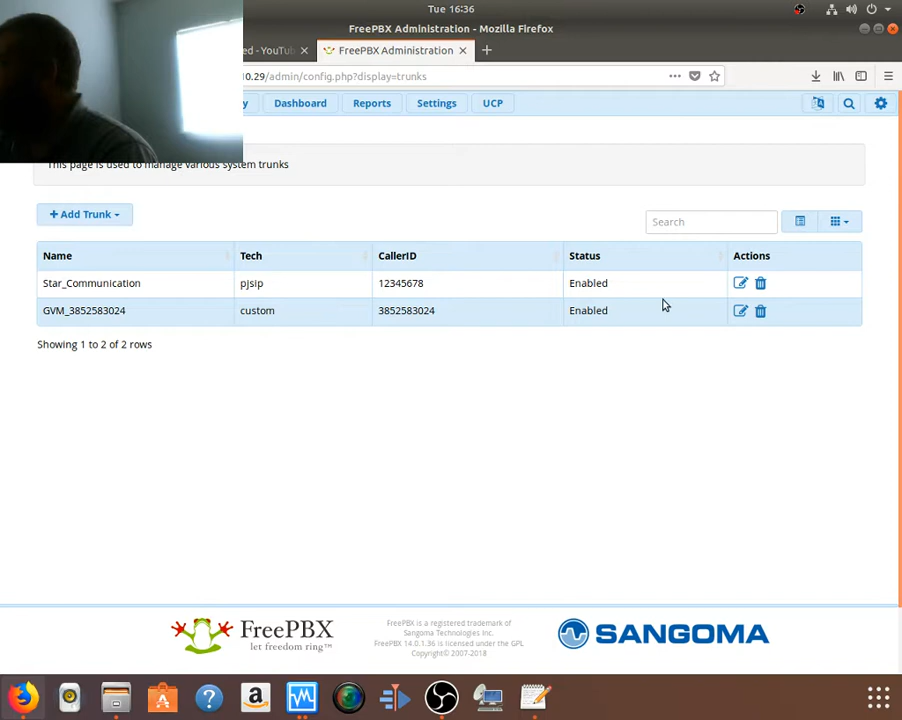 Tue 16:36
FreePBX Administration - Mozilla Firefox
ed - YouTub
FreePBX Administration
10.29/admin/config.php?display=trunks
y Dashboard Reports Settings UCP
This page is used to manage various system trunks
+ Add Trunk
Search
Name Tech CallerID Status Actions
Star_Communication pjsip 12345678 Enabled
GVM_3852583024 custom 3852583024 Enabled
Showing 1 to 2 of 2 rows
FreePBX
let freedom ring™
FreePBX is a registered trademark of
Sangoma Technologies Inc.
FreePBX 14.0.1.36 is licensed under the GPL
Copyright© 2007-2018
SANGOMA